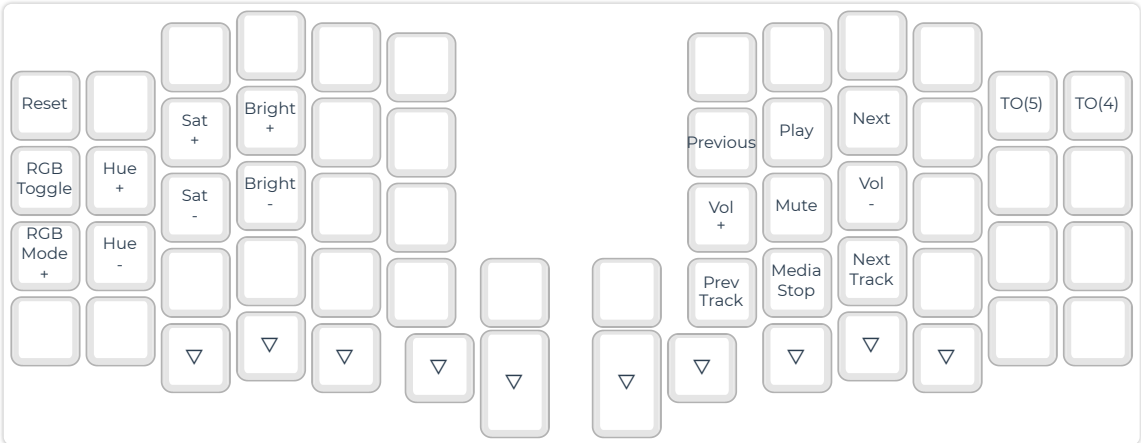 Reset
TO(5)
TO(4)
Sat
+
Bright
+
Previous
Play
Next
RGB
Toggle
Hue
+
Sat
-
Bright
-
Vol
+
Mute
Vol
-
RGB
Mode
+
Hue
-
Prev
Track
Media
Stop
Next
Track
▽
▽
▽
▽
▽
▽
▽
▽
▽
▽